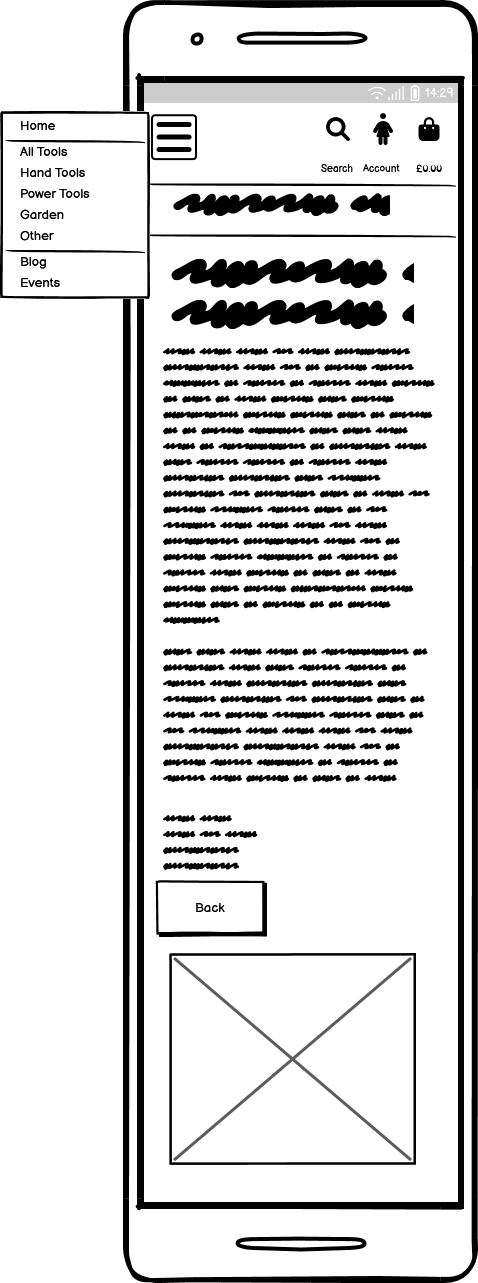 14:29
Home
All Tools
Hand Tools
Power Tools
Garden
Other
Blog
Events
Search Account £0.00
Back